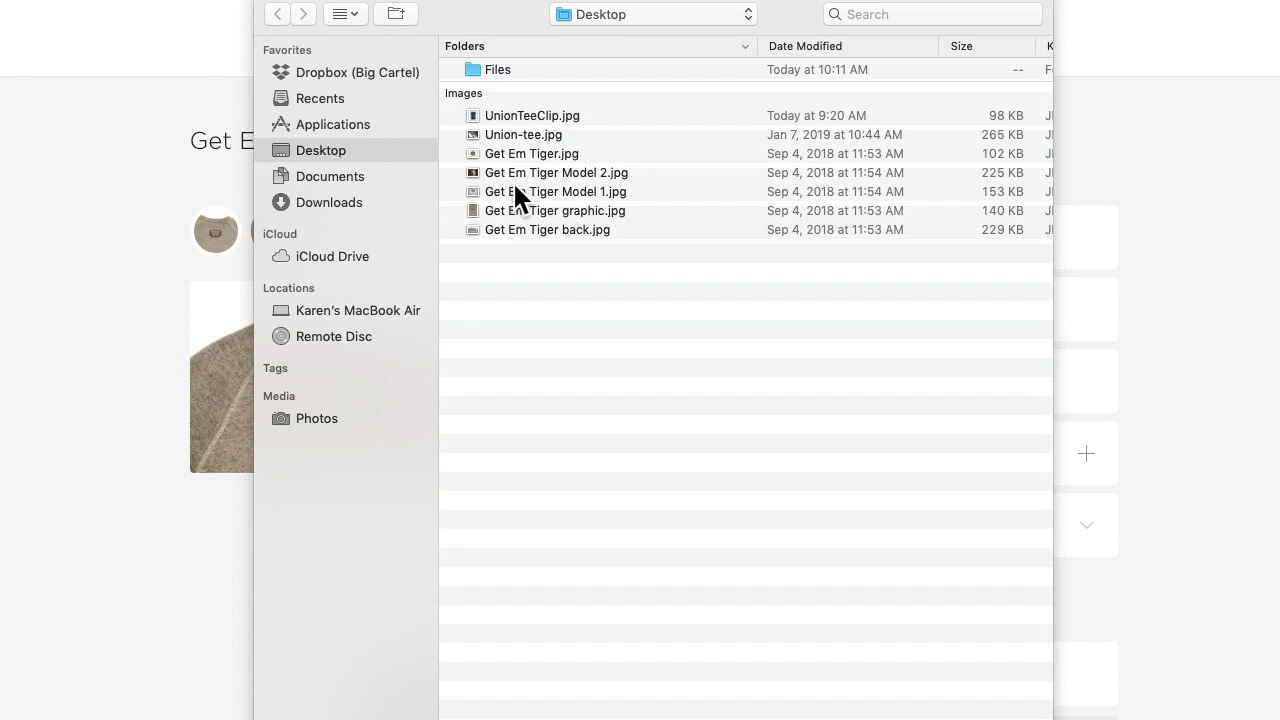 Desktop
Search
Favorites
Dropbox (Big Cartel)
Recents
Applications
Desktop
Documents
Downloads
iCloud
iCloud Drive
Locations
Karen's MacBook Air
Remote Disc
Tags
Media
Photos
Folders Date Modified Size K
Files Today at 10:11 AM -- F
Images
UnionTeeClip.jpg Today at 9:20 AM 98 KB
Union-tee.jpg Jan 7, 2019 at 10:44 AM 265 KB
Get Em Tiger.jpg Sep 4, 2018 at 11:53 AM 102 KB
Get Em Tiger Model 2.jpg Sep 4, 2018 at 11:54 AM 225 KB
Get Em Tiger Model 1.jpg Sep 4, 2018 at 11:54 AM 153 KB
Get Em Tiger graphic.jpg Sep 4, 2018 at 11:53 AM 140 KB
Get Em Tiger back.jpg Sep 4, 2018 at 11:53 AM 229 KB
Get E